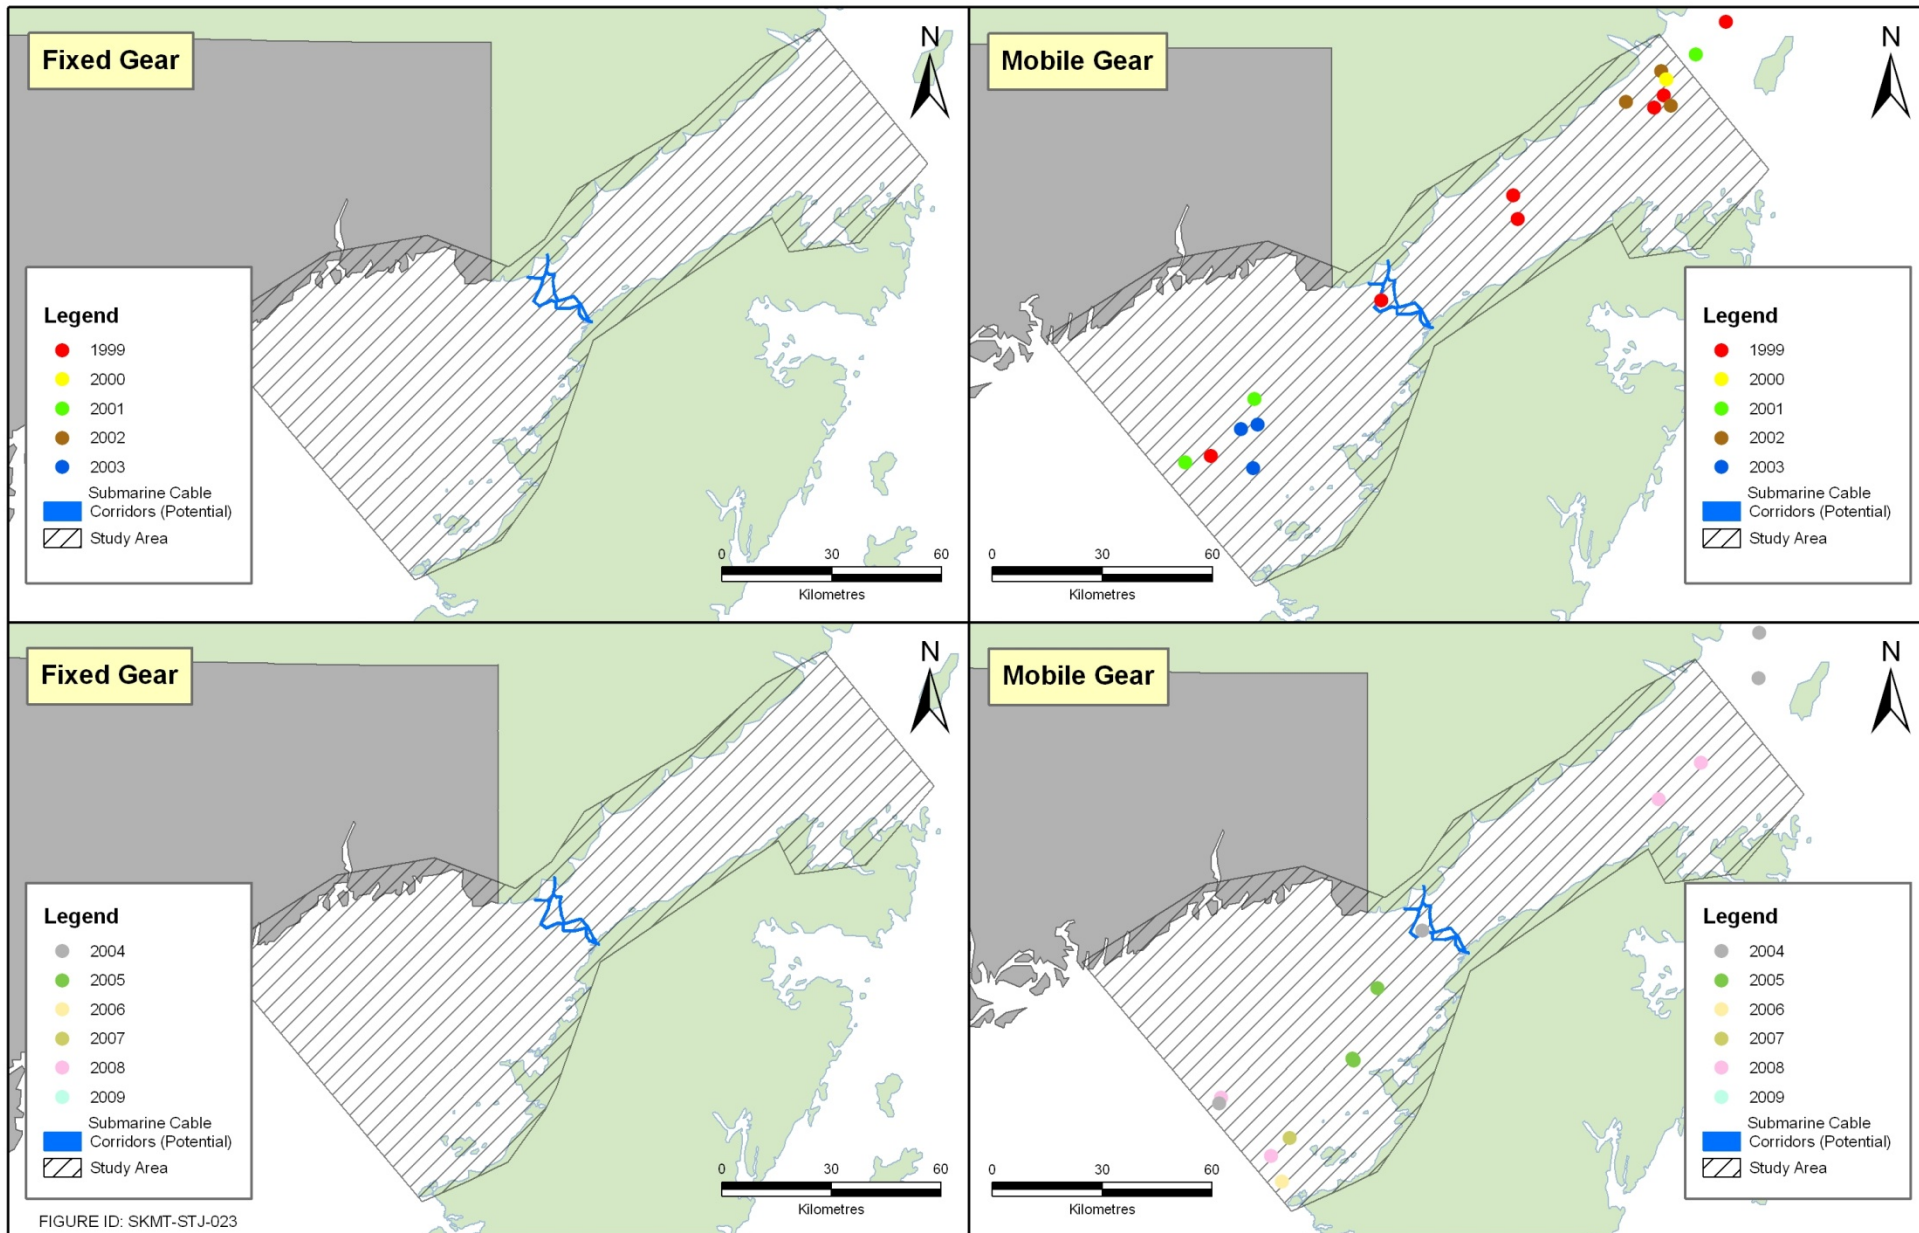 Fixed Gear
N
Legend
1999
2000
2001
2002
2003
Submarine Cable
Corridors (Potential)
Study Area
0 30 60
Kilometres
Mobile Gear
N
Legend
1999
2000
2001
2002
2003
Submarine Cable
Corridors (Potential)
Study Area
0 30 60
Kilometres
Fixed Gear
N
Legend
2004
2005
2006
2007
2008
2009
Submarine Cable
Corridors (Potential)
Study Area
0 30 60
Kilometres
FIGURE ID: SKMT-STJ-023
Mobile Gear
N
Legend
2004
2005
2006
2007
2008
2009
Submarine Cable
Corridors (Potential)
Study Area
0 30 60
Kilometres